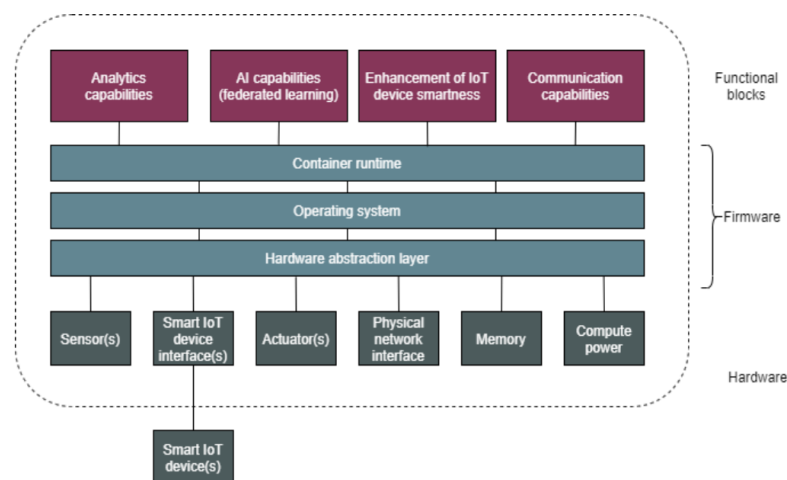 Analytics
capabilities
AI capabilities
(federated learning)
Enhancement of IoT
device smartness
Communication
capabilities
Functional
blocks
Container runtime
Operating system
Firmware
Hardware abstraction layer
Sensor(s)
Smart IoT
device
interface(s)
Actuator(s)
Physical
network
interface
Memory
Compute
power
Hardware
Smart IoT
device(s)